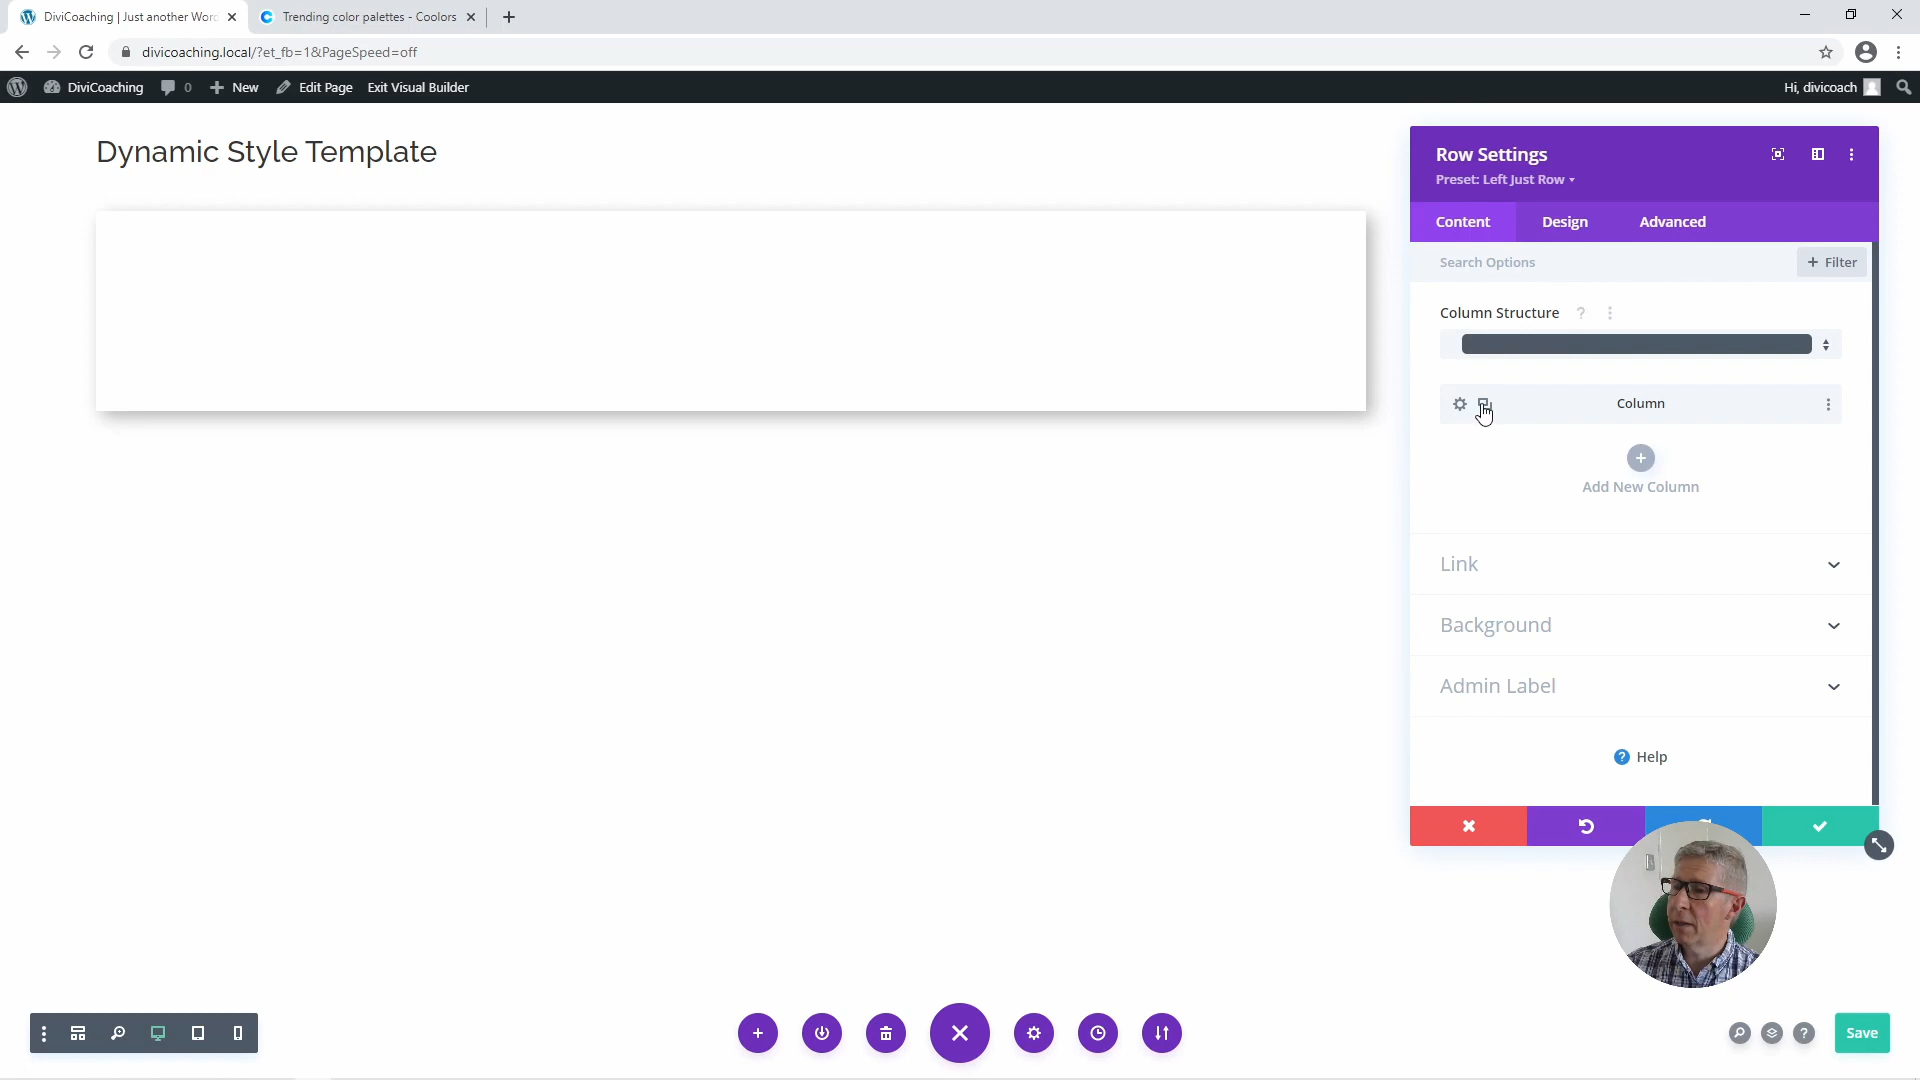 DiviCoaching | Just another Wor
Trending color palettes - Coolors
divicoaching.local/?et_fb=1&PageSpeed=off
DiviCoaching
0
New
Edit Page
Exit Visual Builder
Hi, divicoach
Dynamic Style Template
Row Settings
Preset: Left Just Row
Content
Design
Advanced
Search Options
+ Filter
Column Structure
Column
Add New Column
Link
Background
Admin Label
Help
Save